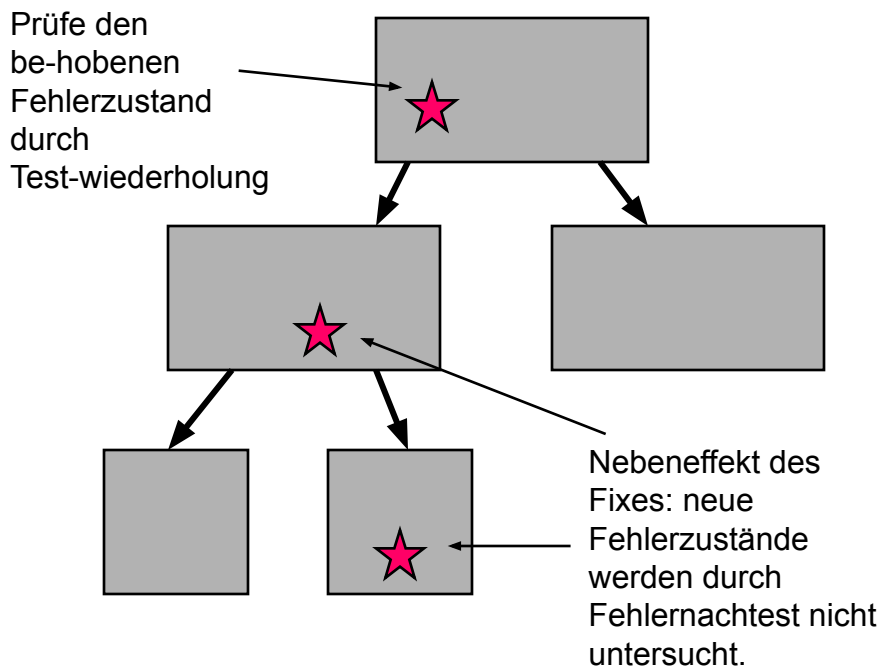 Prüfe den
be-hobenen
Fehlerzustand
durch
Test-wiederholung
Nebeneffekt des
Fixes: neue
Fehlerzustände
werden durch
Fehlernachtest nicht
untersucht.